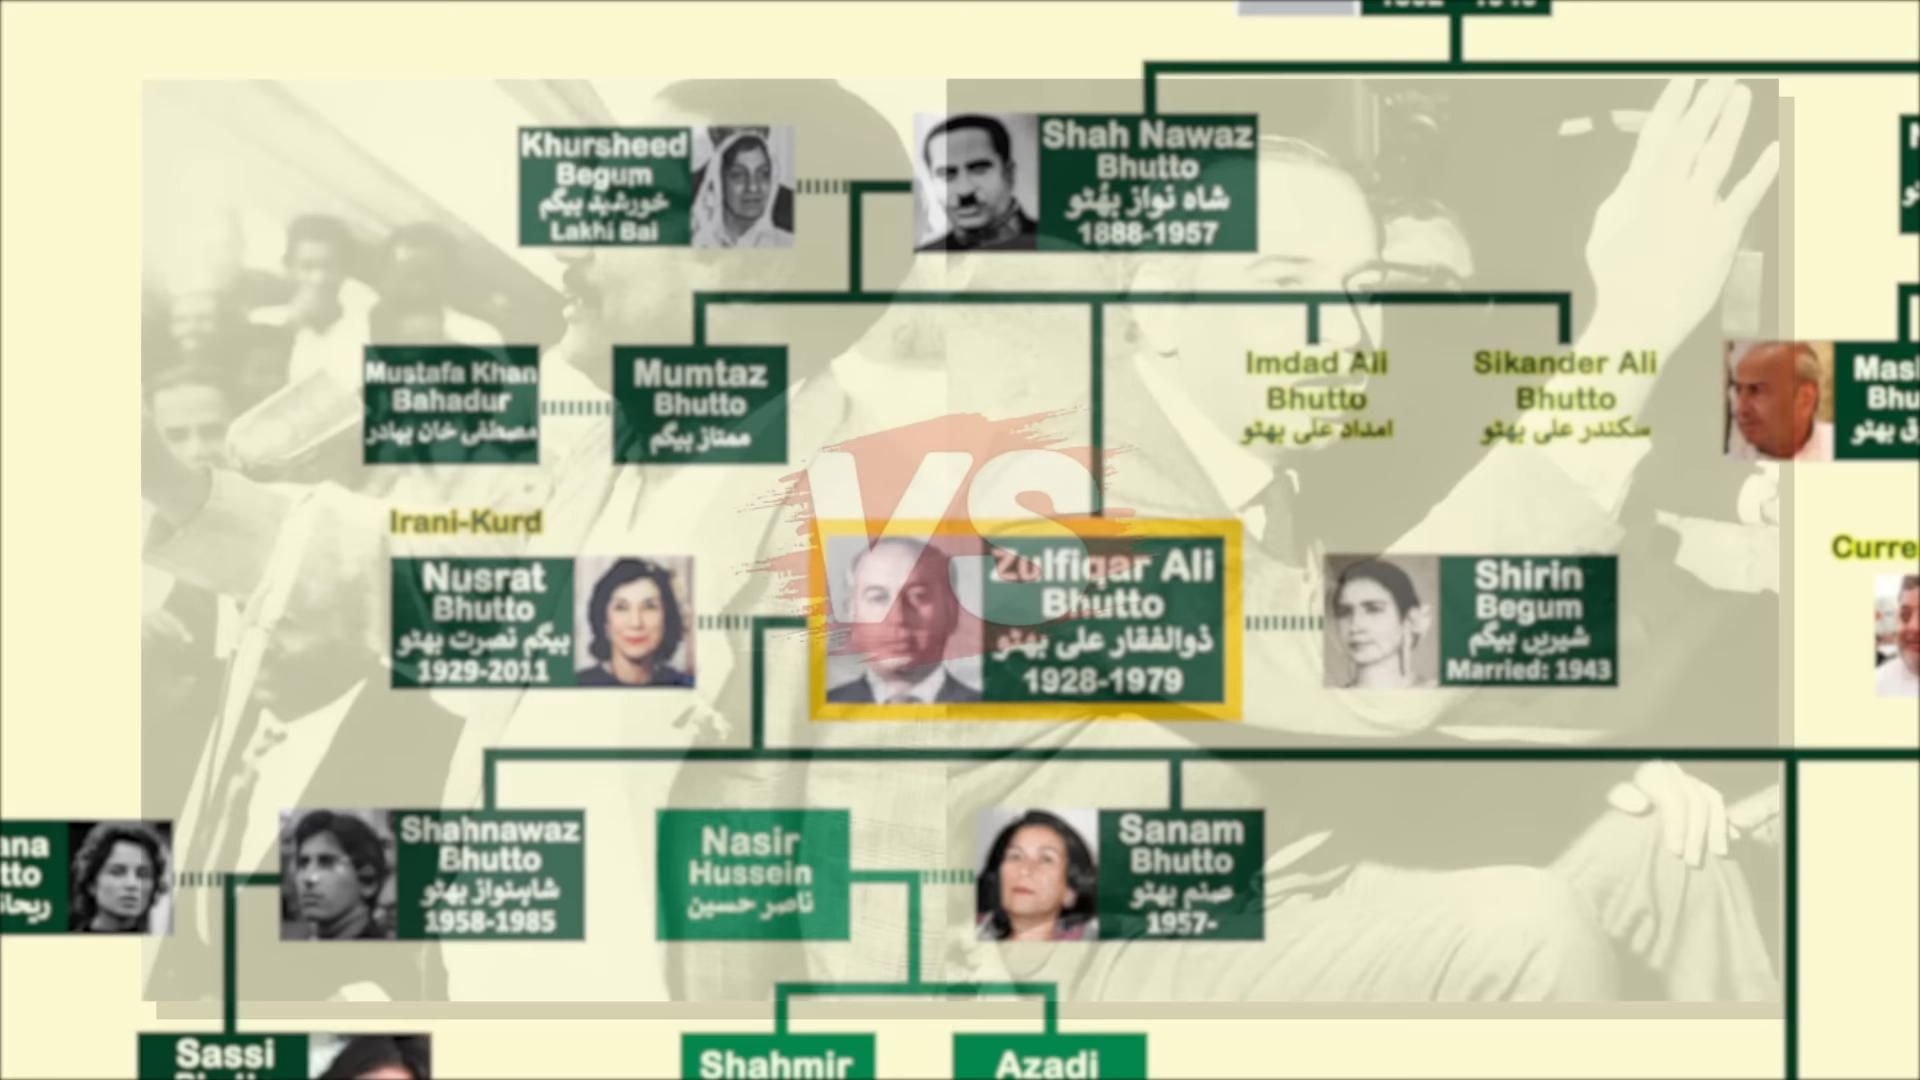 Khursheed
Begum
خورشید بیگم
Lakhi Bai
Shah Nawaz
Bhutto
شاہ نواز بھُٹو
1888-1957
Mustafa Khan
Bahadur
مصطفٰی خان بہادر
Mumtaz
Bhutto
ممتاز بیگم
Imdad Ali
Bhutto
امداد علی بھٹو
Sikander Ali
Bhutto
سکندر علی بھٹو
VS
Irani-Kurd
Nusrat
Bhutto
بیگم نصرت بھٹو
1929-2011
Zulfiqar Ali
Bhutto
ذوالفقار علی بھٹو
1928-1979
Shirin
Begum
شیریں بیگم
Married: 1943
Curre
Shahnawaz
Bhutto
شاہنواز بھٹو
1958-1985
Nasir
Hussein
ناصر حسین
Sanam
Bhutto
صنم بھٹو
1957-
Sassi
Shahmir
Azadi